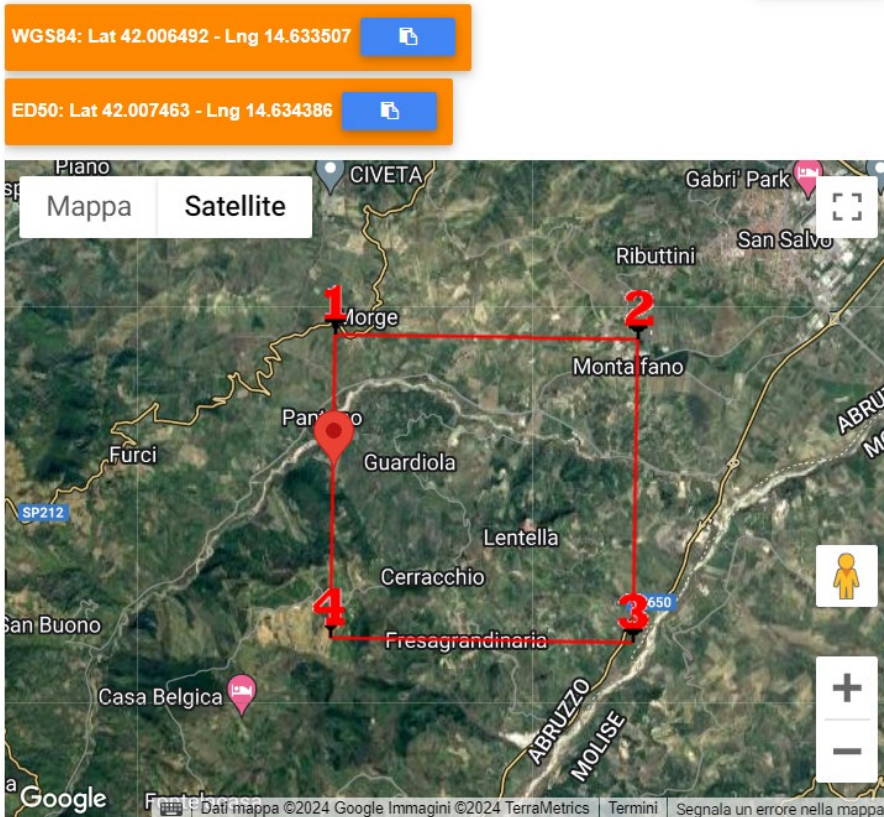 WGS84: Lat 42.006492 - Lng 14.633507
ED50: Lat 42.007463 - Lng 14.634386
Piano
CIVETA
Gabri' Park
Mappa
Satellite
San Salvo
Ributtini
1
2
Morge
Montalfano
ABRU
Furci
Guardiola
SP212
Lentella
Cerracchio
4
3
650
San Buono
Fresagrandinaria
Casa Belgica
ABRUZZO
MOLISE
Google
Dati mappa ©2024 Google Immagini ©2024 TerraMetrics
Termini
Segnala un errore nella mappa